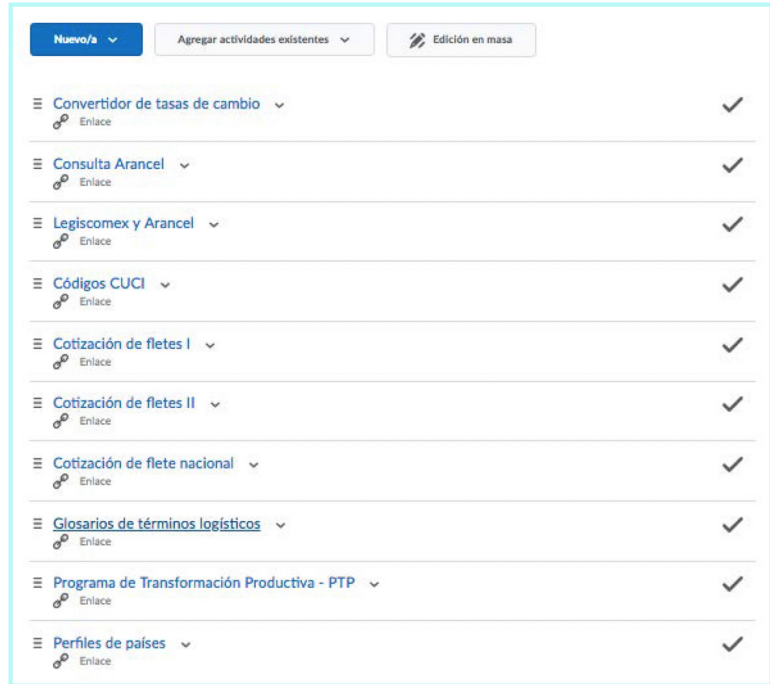 Nuevo/a Agregar actividades existentes Edición en masa
Convertidor de tasas de cambio
Enlace
Consulta Arancel
Enlace
Legiscomex y Arancel
Enlace
Códigos CUCI
Enlace
Cotización de fletes I
Enlace
Cotización de fletes II
Enlace
Cotización de flete nacional
Enlace
Glosarios de términos logísticos
Enlace
Programa de Transformación Productiva - PTP
Enlace
Perfiles de países
Enlace